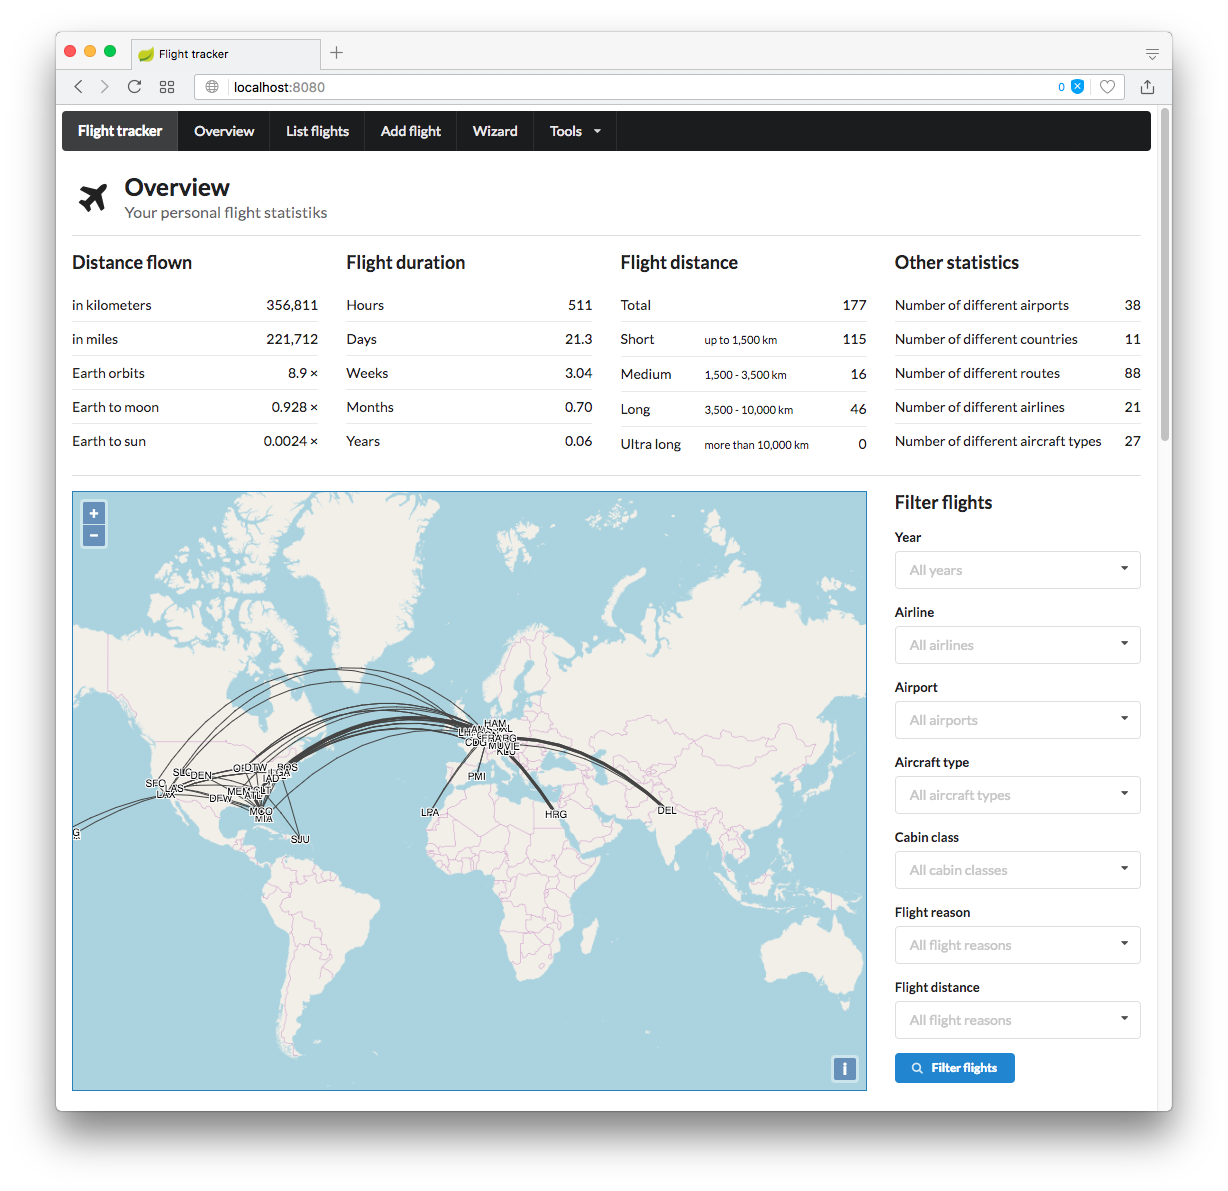 Flight tracker
localhost:8080
0
Flight tracker Overview List flights Add flight Wizard Tools
Overview
Your personal flight statistiks
Distance flown
in kilometers 356,811
in miles 221,712
Earth orbits 8.9 ×
Earth to moon 0.928 ×
Earth to sun 0.0024 ×
Flight duration
Hours 511
Days 21.3
Weeks 3.04
Months 0.70
Years 0.06
Flight distance
Total 177
Short up to 1,500 km 115
Medium 1,500 - 3,500 km 16
Long 3,500 - 10,000 km 46
Ultra long more than 10,000 km 0
Other statistics
Number of different airports 38
Number of different countries 11
Number of different routes 88
Number of different airlines 21
Number of different aircraft types 27
+
−
HAM
CDG
MUVIE
KLU
PMI
LPA
HRG
DEL
BOS
DTW
IAD
SLC
DEN
SFO
LAS
LAX
DFW
MEM
ATL
MCO
MIA
SJU
G
i
Filter flights
Year
All years
Airline
All airlines
Airport
All airports
Aircraft type
All aircraft types
Cabin class
All cabin classes
Flight reason
All flight reasons
Flight distance
All flight reasons
Filter flights